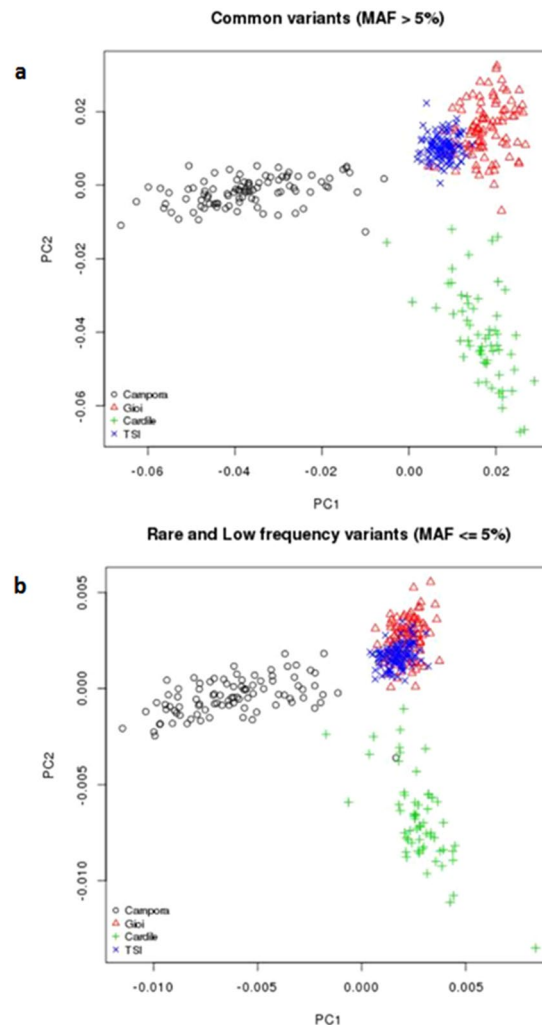 Common variants (MAF > 5%)
a
0.02
0.00
-0.02
-0.04
-0.06
PC2
Campora
Gioi
Cardile
TSI
-0.06 -0.04 -0.02 0.00 0.02
PC1
Rare and Low frequency variants (MAF <= 5%)
b
0.005
0.000
-0.005
-0.010
PC2
Campora
Gioi
Cardile
TSI
-0.010 -0.005 0.000 0.005
PC1